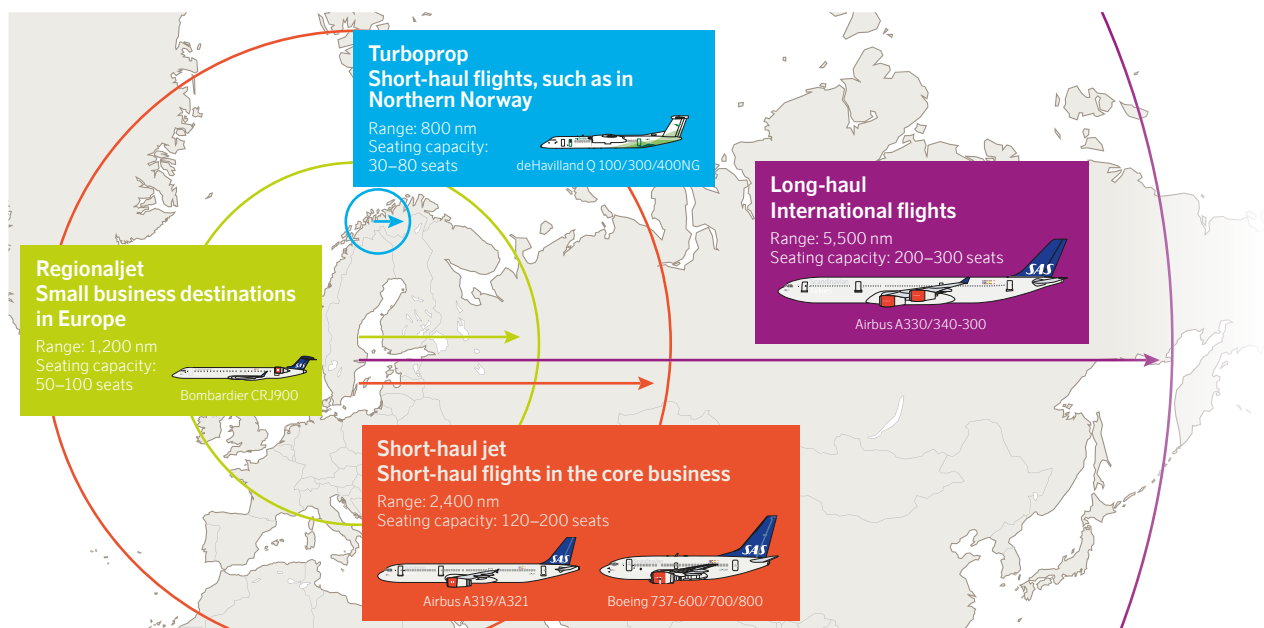 Turboprop
Short-haul flights, such as in
Northern Norway
Range: 800 nm
Seating capacity:
30–80 seats
deHavilland Q 100/300/400NG
Long-haul
International flights
Range: 5,500 nm
Seating capacity: 200–300 seats
SAS
Airbus A330/340-300
Regionaljet
Small business destinations
in Europe
Range: 1,200 nm
Seating capacity:
50–100 seats
Bombardier CRJ900
Short-haul jet
Short-haul flights in the core business
Range: 2,400 nm
Seating capacity: 120–200 seats
SAS
SAS
Airbus A319/A321
Boeing 737-600/700/800